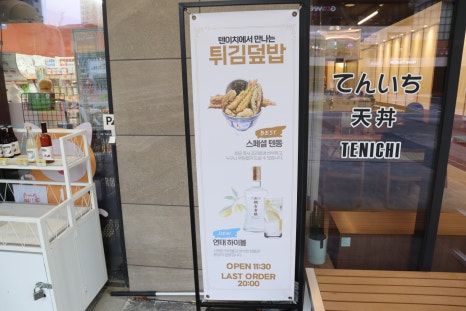 텐이치에서 만나는
튀김덮밥
BEST
스페셜 텐동
NEW
연태 하이볼
OPEN 11:30
LAST ORDER
20:00
てんいち
天丼
TENICHI